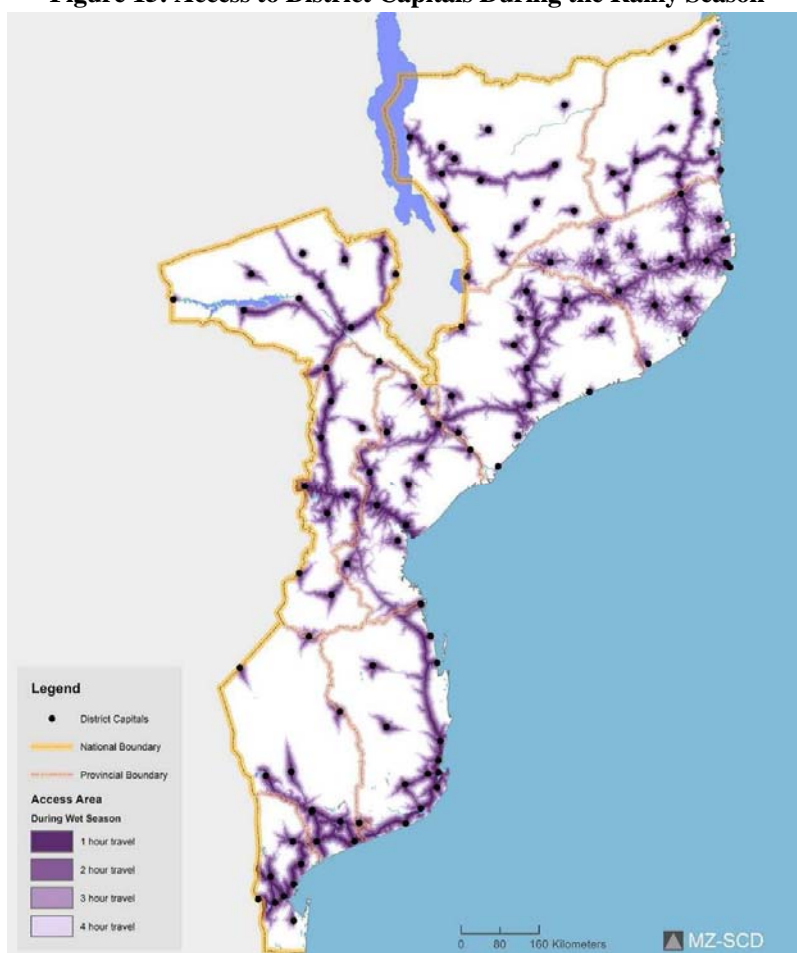 Figure 15: Access to District Capitals During the Rainy Season
Legend
District Capitals
National Boundary
Provincial Boundary
Access Area
During Wet Season
1 hour travel
2 hour travel
3 hour travel
4 hour travel
0 80 160 Kilometers
MZ-SCD